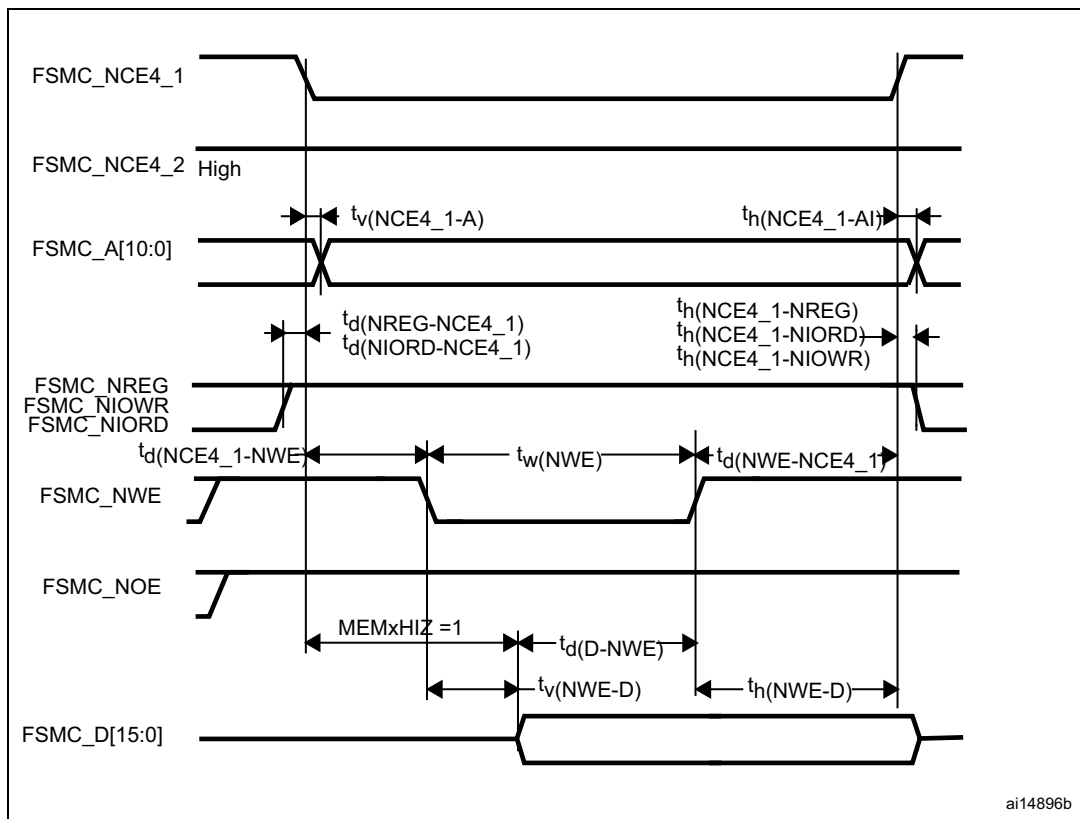 FSMC_NCE4_1
FSMC_NCE4_2 High
tv(NCE4_1-A)
th(NCE4_1-AI)
FSMC_A[10:0]
td(NREG-NCE4_1)
td(NIORD-NCE4_1)
th(NCE4_1-NREG)
th(NCE4_1-NIORD)
th(NCE4_1-NIOWR)
FSMC_NREG
FSMC_NIOWR
FSMC_NIORD
td(NCE4_1-NWE)
tw(NWE)
td(NWE-NCE4_1)
FSMC_NWE
FSMC_NOE
MEMxHIZ =1
td(D-NWE)
tv(NWE-D)
th(NWE-D)
FSMC_D[15:0]
ai14896b